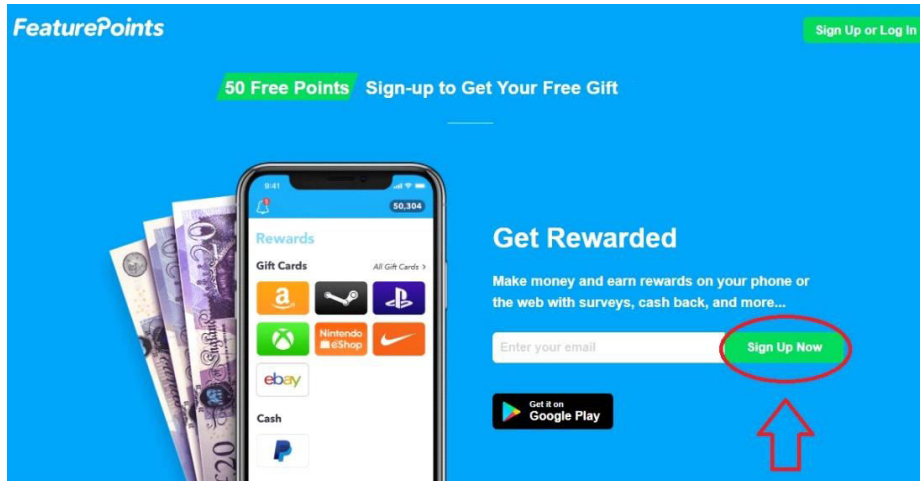 FeaturePoints
Sign Up or Log In
50 Free Points Sign-up to Get Your Free Gift
9:41
50,304
Rewards
Gift Cards All Gift Cards >
a
Nintendo
eShop
ebay
Cash
P
£20
Get Rewarded
Make money and earn rewards on your phone or
the web with surveys, cash back, and more...
Enter your email
Sign Up Now
Get it on
Google Play